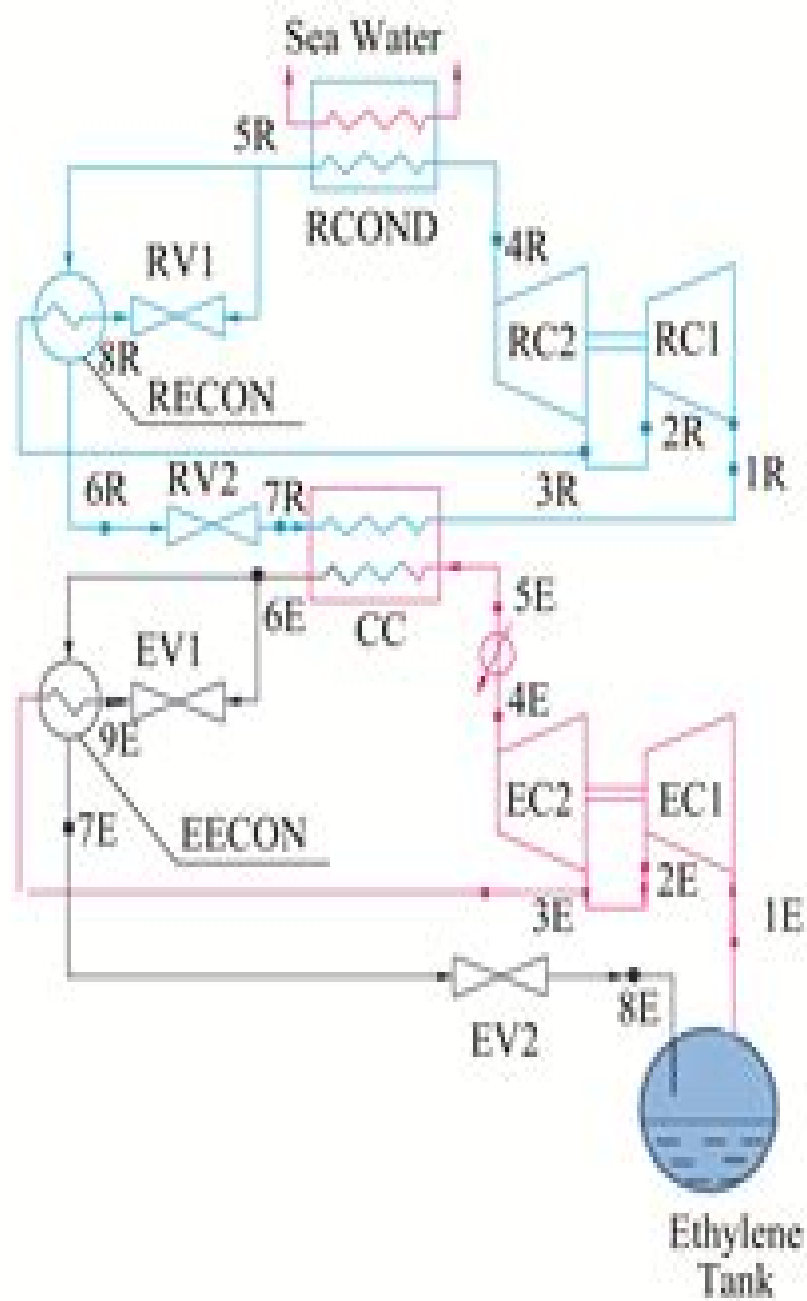 Sea Water
5R
RCOND
4R
RV1
RC2
RC1
8R
RECON
2R
1R
6R
RV2
7R
3R
6E
CC
5E
EV1
4E
9E
EC2
EC1
7E
EECON
2E
3E
1E
8E
EV2
Ethylene
Tank